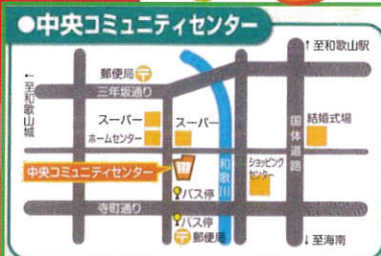 ●中央コミュニティセンター
↑至和歌山駅
←至和歌山城
郵便局〒
三年坂通り
スーパー
ホームセンター
スーパー
国体道路
結婚式場
中央コミュニティセンター
和歌川
ショッピング
センター
バス停
寺町通り
バス停
〒郵便局
↓至海南